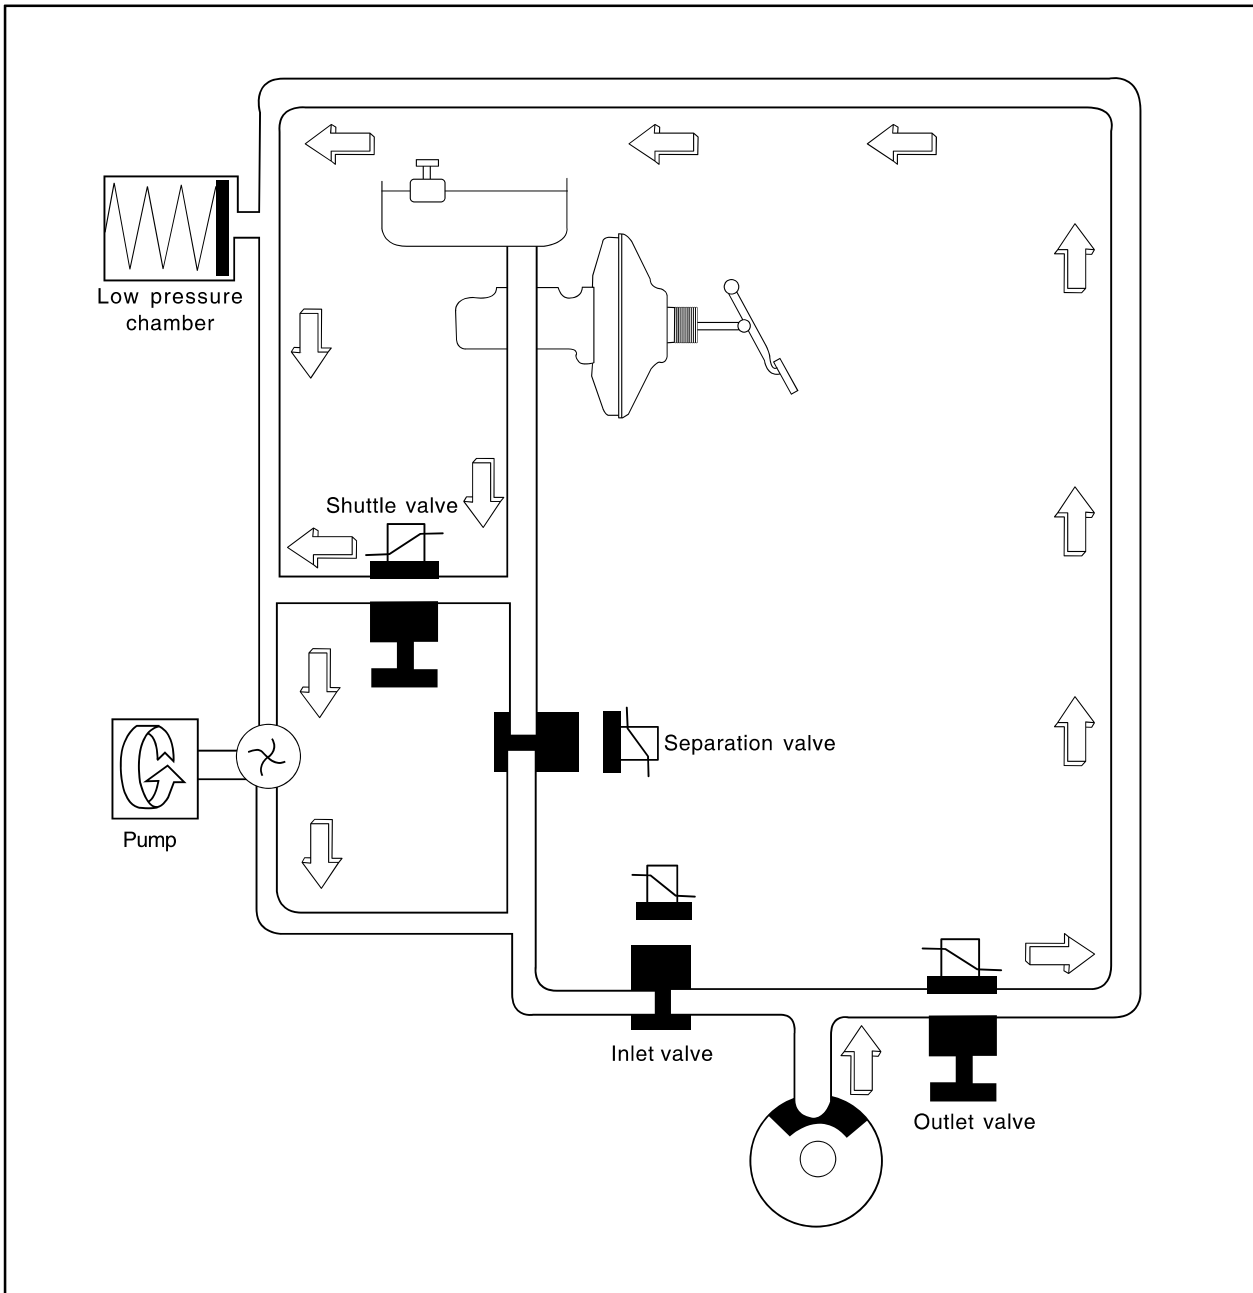 Low pressure
chamber
Shuttle valve
Separation valve
Pump
Inlet valve
Outlet valve